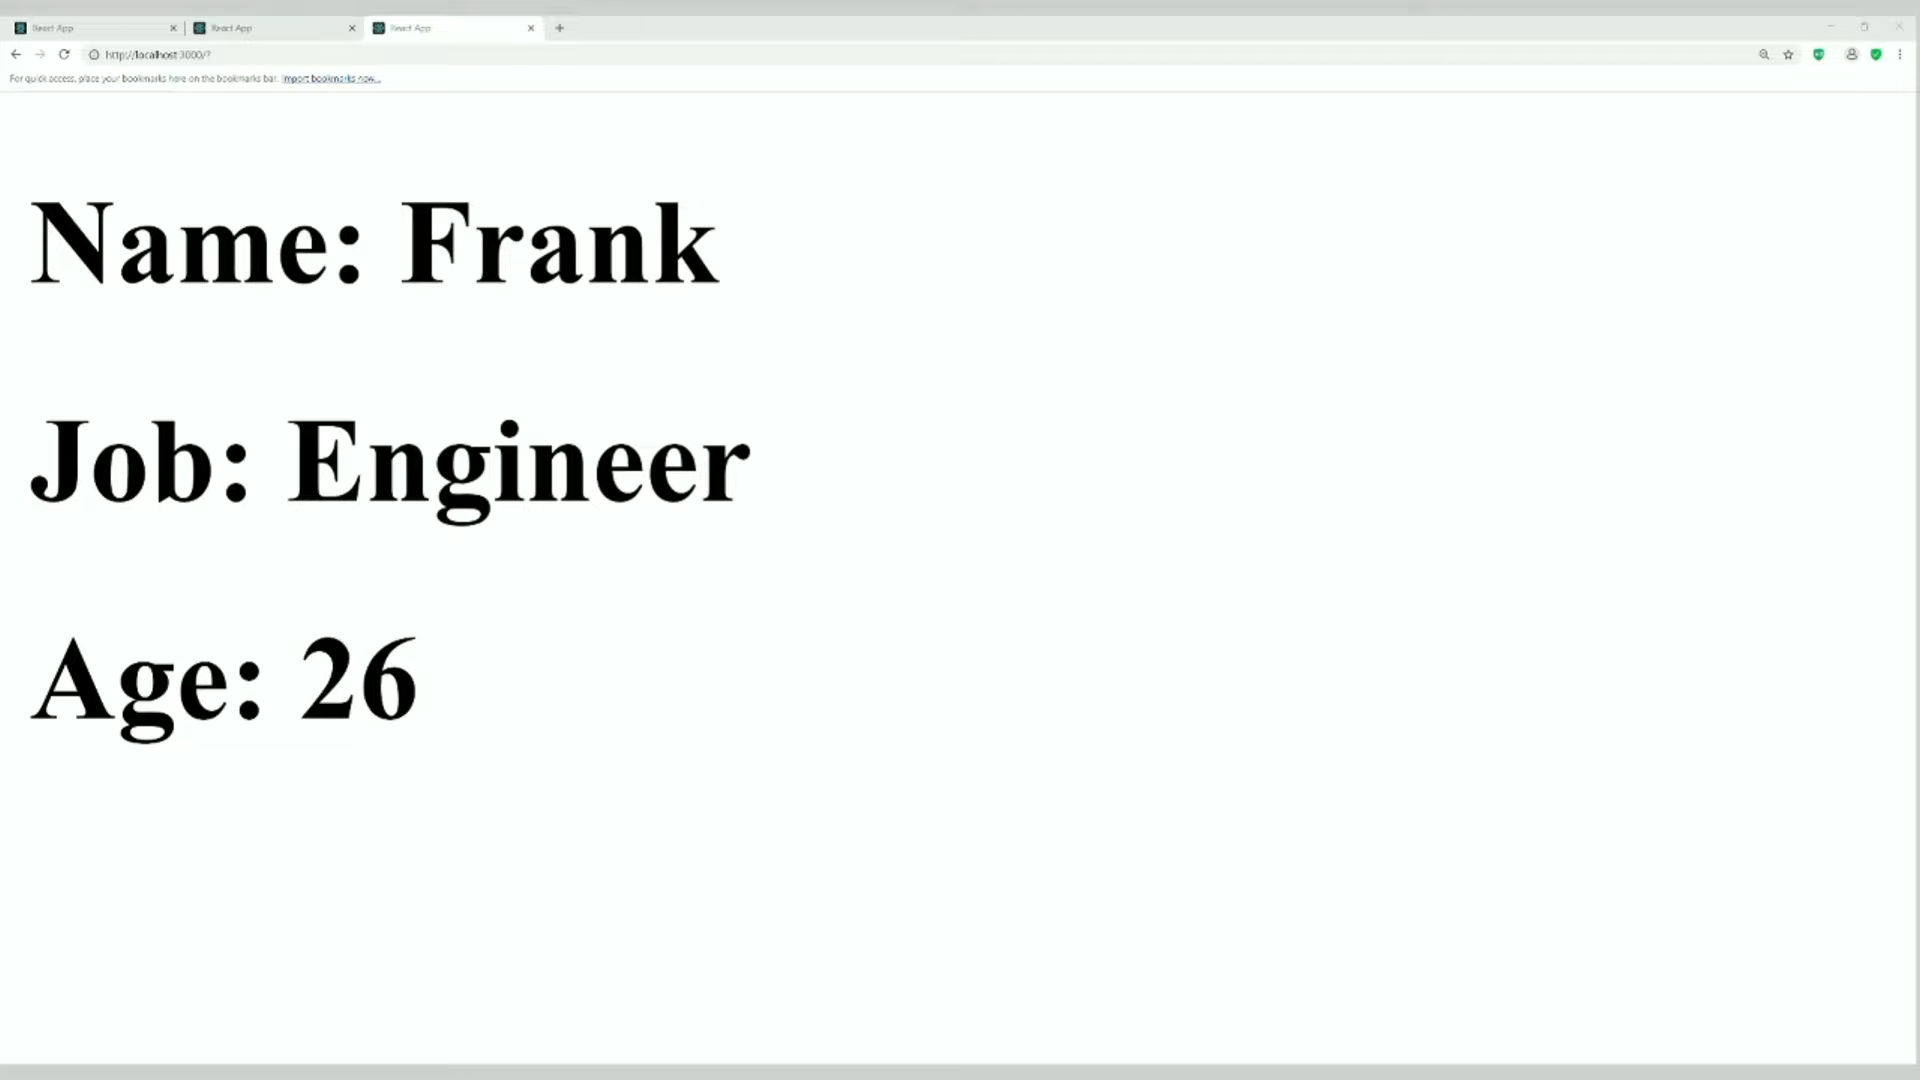 React App
React App
React App
http://localhost:3000/?
For quick access, place your bookmarks here on the bookmarks bar. Import bookmarks now...
Name: Frank
Job: Engineer
Age: 26